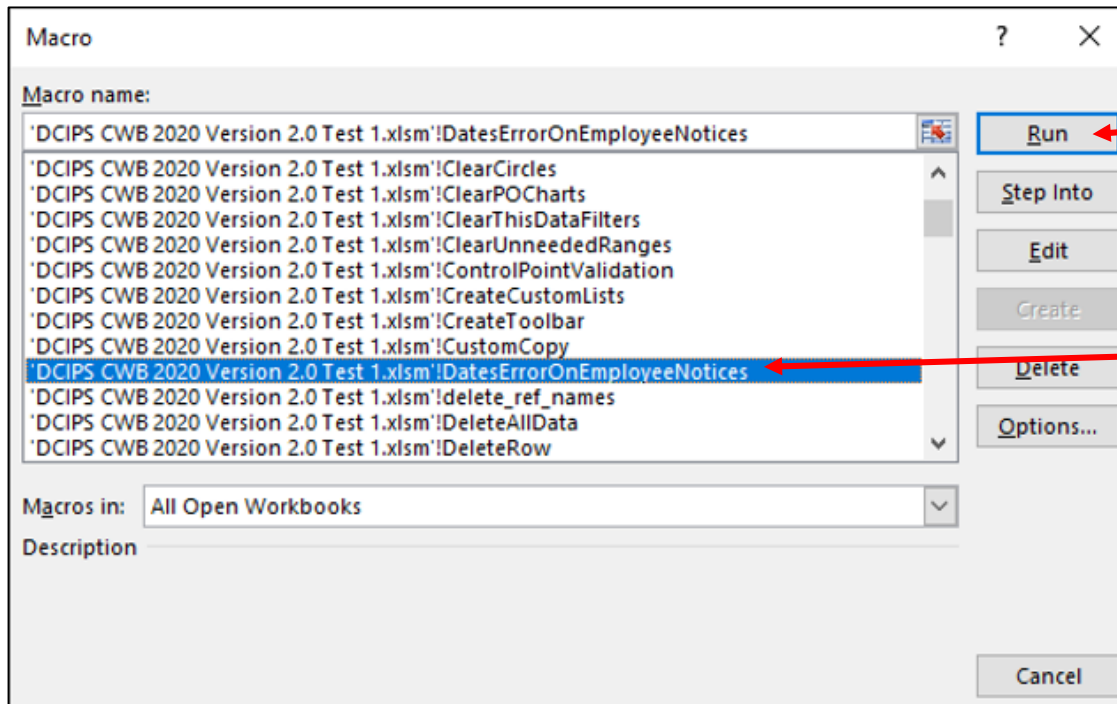 Macro
?
Macro name:
'DCIPS CWB 2020 Version 2.0 Test 1.xlsm'!DatesErrorOnEmployeeNotices
'DCIPS CWB 2020 Version 2.0 Test 1.xlsm'!ClearCircles
'DCIPS CWB 2020 Version 2.0 Test 1.xlsm'!ClearPOCharts
'DCIPS CWB 2020 Version 2.0 Test 1.xlsm'!ClearThisDataFilters
'DCIPS CWB 2020 Version 2.0 Test 1.xlsm'!ClearUnneededRanges
'DCIPS CWB 2020 Version 2.0 Test 1.xlsm'!ControlPointValidation
'DCIPS CWB 2020 Version 2.0 Test 1.xlsm'!CreateCustomLists
'DCIPS CWB 2020 Version 2.0 Test 1.xlsm'!CreateToolbar
'DCIPS CWB 2020 Version 2.0 Test 1.xlsm'!CustomCopy
'DCIPS CWB 2020 Version 2.0 Test 1.xlsm'!DatesErrorOnEmployeeNotices
'DCIPS CWB 2020 Version 2.0 Test 1.xlsm'!delete_ref_names
'DCIPS CWB 2020 Version 2.0 Test 1.xlsm'!DeleteAllData
'DCIPS CWB 2020 Version 2.0 Test 1.xlsm'!DeleteRow
Run
Step Into
Edit
Create
Delete
Options...
Macros in:
All Open Workbooks
Description
Cancel